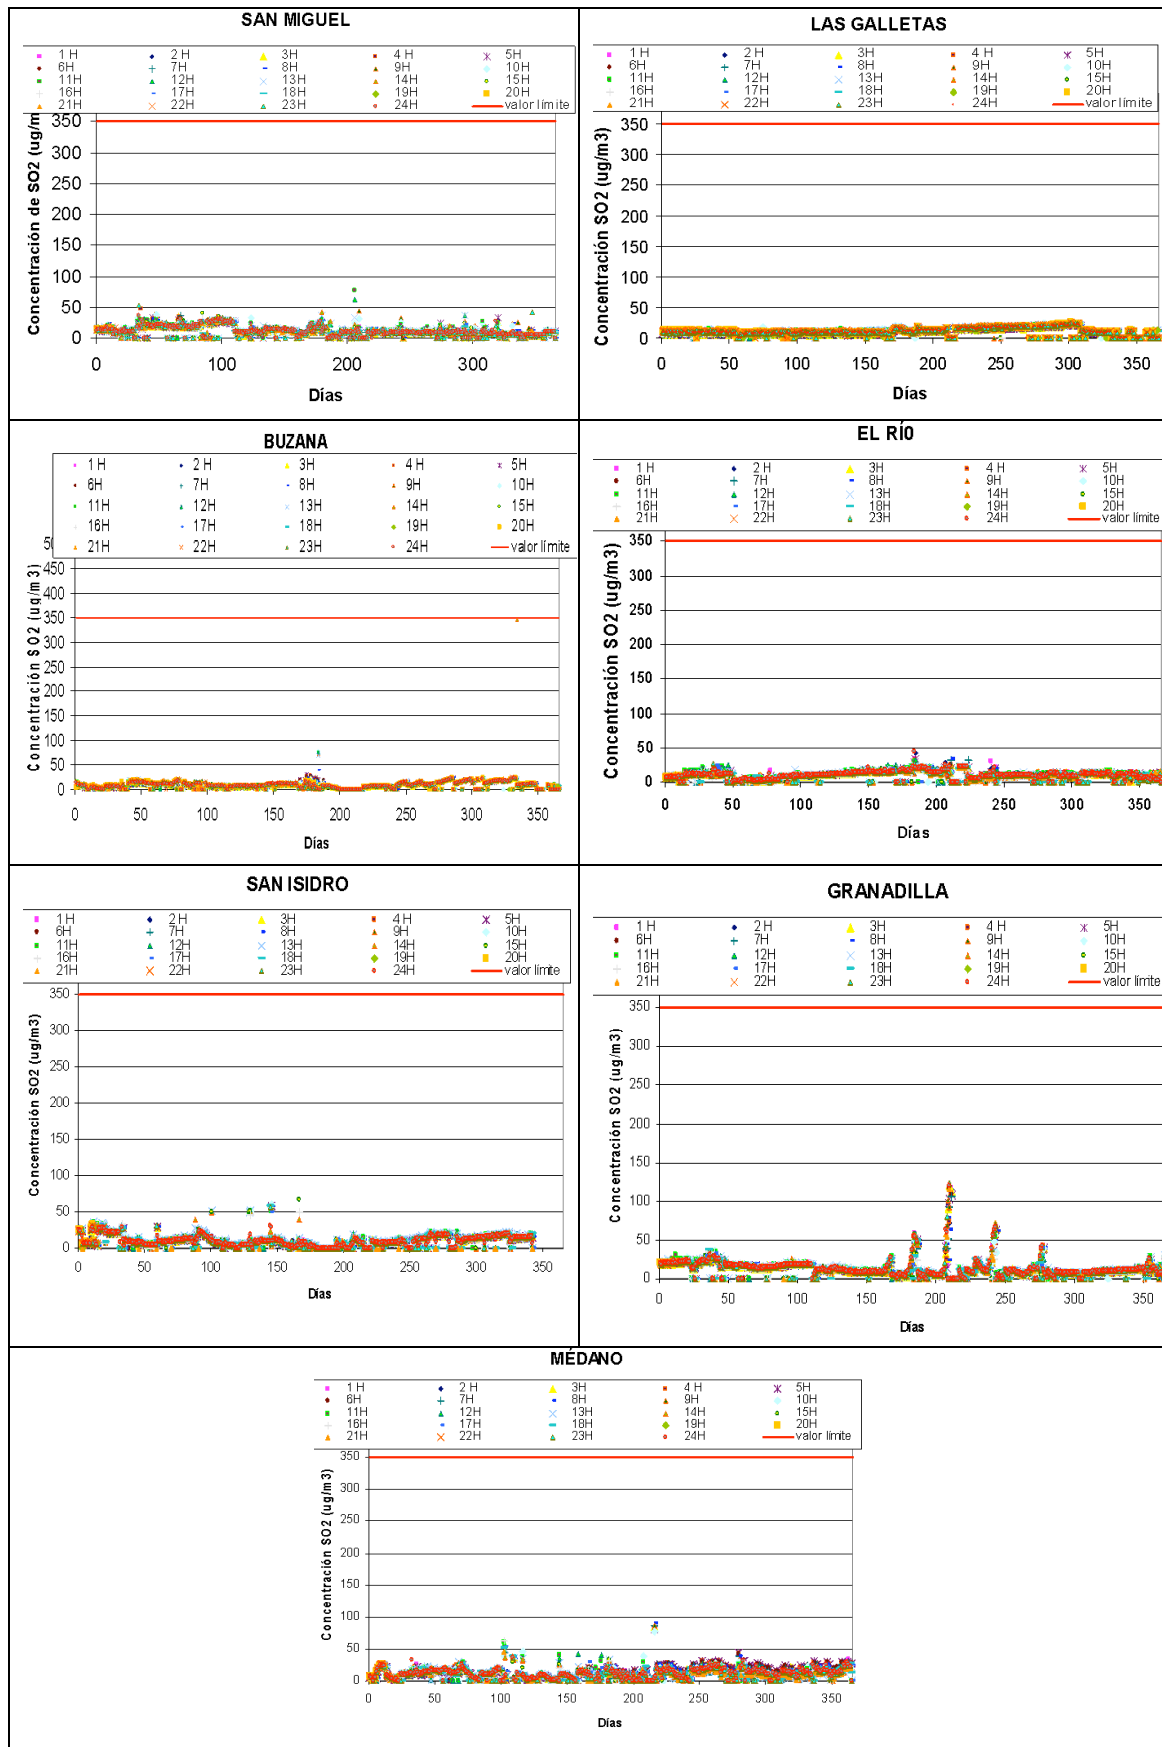 SAN MIGUEL
1 H 2 H 3H 4 H 5H
6H 7H 8H 9H 10H
11H 12H 13H 14H 15H
16H 17H 18H 19H 20H
21H 22H 23H 24H valor límite
Concentración de SO2 (ug/m
350
300
250
200
150
100
50
0
0 100 200 300
Días
LAS GALLETAS
1 H 2 H 3H 4 H 5H
6H 7H 8H 9H 10H
11H 12H 13H 14H 15H
16H 17H 18H 19H 20H
21H 22H 23H 24H valor límite
Concentración SO2 (ug/m3)
350
300
250
200
150
100
50
0
0 50 100 150 200 250 300 350
Días
BUZANA
1 H 2 H 3H 4 H 5H
6H 7H 8H 9H 10H
11H 12H 13H 14H 15H
16H 17H 18H 19H 20H
21H 22H 23H 24H valor límite
Concentración SO2 (ug/m3)
450
400
350
300
250
200
150
100
50
0
0 50 100 150 200 250 300 350
Días
EL RÍO
1 H 2 H 3H 4 H 5H
6H 7H 8H 9H 10H
11H 12H 13H 14H 15H
16H 17H 18H 19H 20H
21H 22H 23H 24H valor límite
Concentración SO2 (ug/m3)
350
300
250
200
150
100
50
0
0 50 100 150 200 250 300 350
Días
SAN ISIDRO
1 H 2 H 3H 4 H 5H
6H 7H 8H 9H 10H
11H 12H 13H 14H 15H
16H 17H 18H 19H 20H
21H 22H 23H 24H valor límite
Concentración SO2 (ug/m3)
350
300
250
200
150
100
50
0
0 50 100 150 200 250 300 350
Días
GRANADILLA
1 H 2 H 3H 4 H 5H
6H 7H 8H 9H 10H
11H 12H 13H 14H 15H
16H 17H 18H 19H 20H
21H 22H 23H 24H valor límite
Concentración SO2 (ug/m3)
350
300
250
200
150
100
50
0
0 50 100 150 200 250 300 350
Días
MÉDANO
1 H 2 H 3H 4 H 5H
6H 7H 8H 9H 10H
11H 12H 13H 14H 15H
16H 17H 18H 19H 20H
21H 22H 23H 24H valor límite
Concentración SO2 (ug/m3)
350
300
250
200
150
100
50
0
0 50 100 150 200 250 300 350
Días